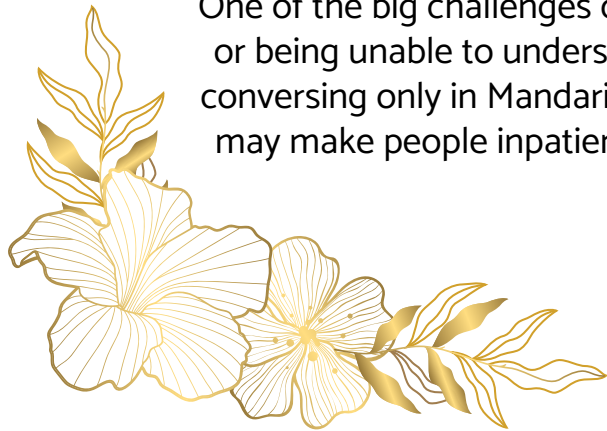 One of the big challenges
or being unable to unders
conversing only in Mandari
may make people inpatien